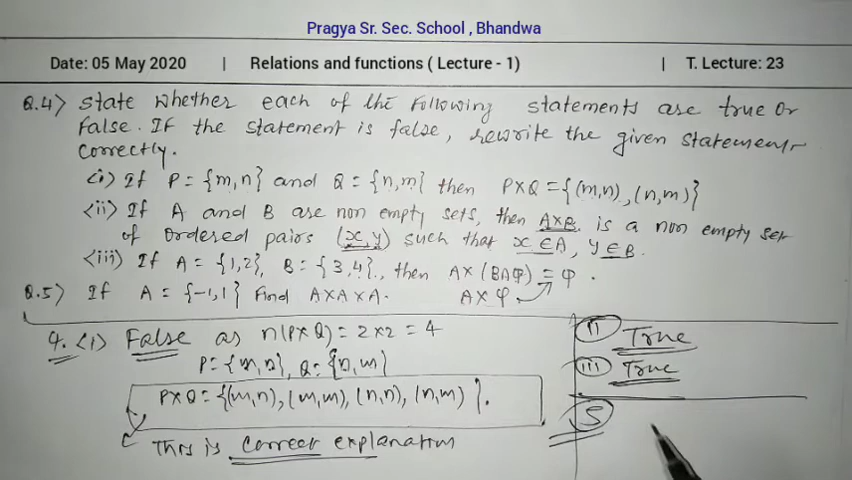 Pragya Sr. Sec. School , Bhandwa
Date: 05 May 2020 | Relations and functions ( Lecture - 1) | T. Lecture: 23
Q.4> State whether each of the following statements are true or
false. If the statement is false, rewrite the given statement
correctly.
<i> If P = {m,n} and Q = {n,m} then P×Q = {(m,n), (n,m)}
<ii> If A and B are non empty sets, then A×B is a non empty set
of ordered pairs (x,y) such that x ∈ A, y ∈ B.
<iii> If A = {1,2}, B = {3,4}, then A × (B∩φ) = φ .
A × φ
Q.5> If A = {-1,1} Find A×A×A.
4. <i> False as n(P×Q) = 2×2 = 4
P = {m,n}, Q = {n,m}
P×Q = {(m,n), (m,m), (n,n), (n,m) }.
This is correct explanation
(ii) True
(iii) True
5